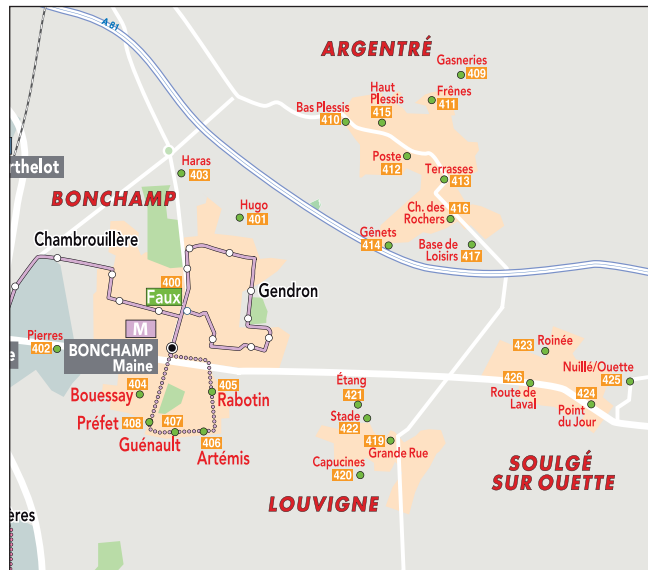 A 81
ARGENTRÉ
Gasneries
409
Haut
Plessis
415
Frênes
411
Bas Plessis
410
Poste
412
Terrasses
413
Ch. des
Rochers
416
Gênets
414
Base de
Loisirs
417
rthelot
Haras
403
BONCHAMP
Hugo
401
Chambrouillère
400
Faux
Gendron
M
Pierres
402
BONCHAMP
Maine
e
404
Bouessay
405
Rabotin
Préfet
408
407
Guénault
406
Artémis
Étang
421
Stade
422
419
Grande Rue
Capucines
420
LOUVIGNE
423
Roinée
Nuillé/Ouette
425
426
Route de
Laval
424
Point
du Jour
SOULGÉ
SUR OUETTE
ères